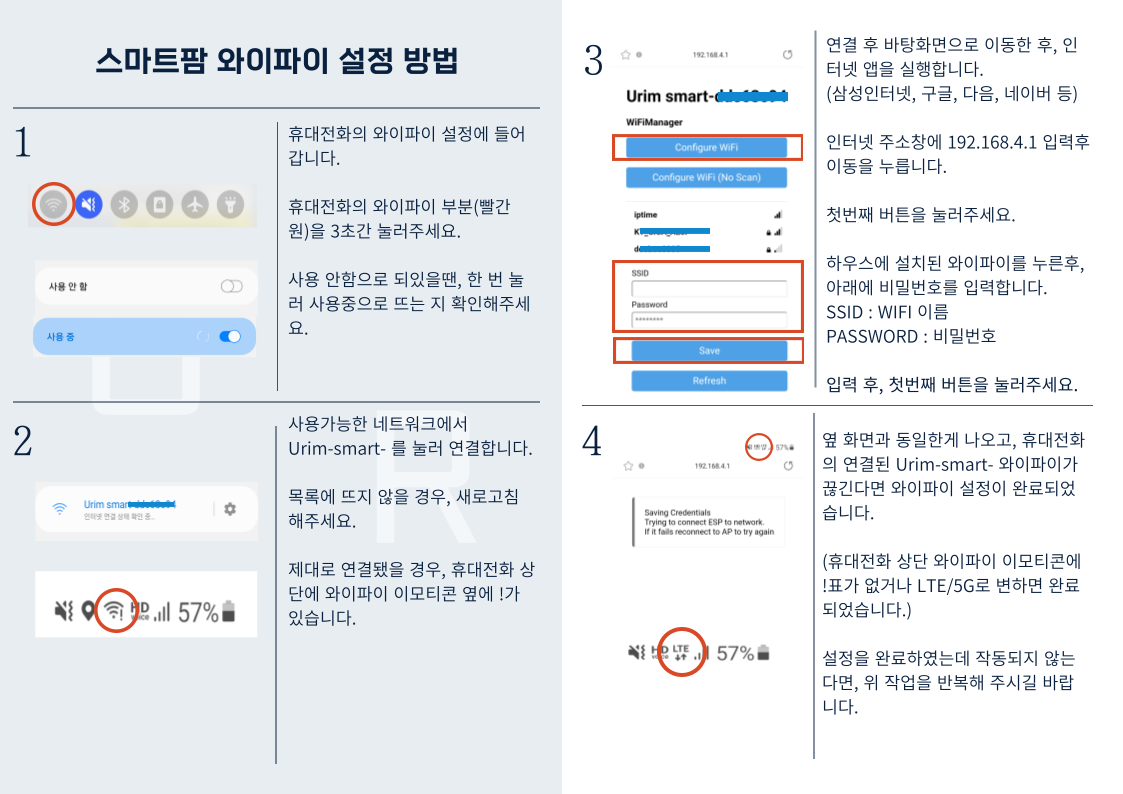 스마트팜 와이파이 설정 방법
1
휴대전화의 와이파이 설정에 들어
갑니다.
휴대전화의 와이파이 부분(빨간
원)을 3초간 눌러주세요.
사용 안함으로 되있을땐, 한 번 눌
러 사용중으로 뜨는 지 확인해주세
요.
사용 안 함
사용 중
2
사용가능한 네트워크에서
Urim-smart- 를 눌러 연결합니다.
목록에 뜨지 않을 경우, 새로고침
해주세요.
제대로 연결됐을 경우, 휴대전화 상
단에 와이파이 이모티콘 옆에 !가
있습니다.
Urim smart-
인터넷 연결 상태 확인 중...
HD
voice
57%
R
3
192.168.4.1
Urim smart-
WiFiManager
Configure WiFi
Configure WiFi (No Scan)
iptime
SSID
Password
********
Save
Refresh
연결 후 바탕화면으로 이동한 후, 인
터넷 앱을 실행합니다.
(삼성인터넷, 구글, 다음, 네이버 등)
인터넷 주소창에 192.168.4.1 입력후
이동을 누릅니다.
첫번째 버튼을 눌러주세요.
하우스에 설치된 와이파이를 누른후,
아래에 비밀번호를 입력합니다.
SSID : WIFI 이름
PASSWORD : 비밀번호
입력 후, 첫번째 버튼을 눌러주세요.
4
57%
192.168.4.1
Saving Credentials
Trying to connect ESP to network.
If it fails reconnect to AP to try again
HD
LTE
57%
옆 화면과 동일한게 나오고, 휴대전화
의 연결된 Urim-smart- 와이파이가
끊긴다면 와이파이 설정이 완료되었
습니다.
(휴대전화 상단 와이파이 이모티콘에
!표가 없거나 LTE/5G로 변하면 완료
되었습니다.)
설정을 완료하였는데 작동되지 않는
다면, 위 작업을 반복해 주시길 바랍
니다.